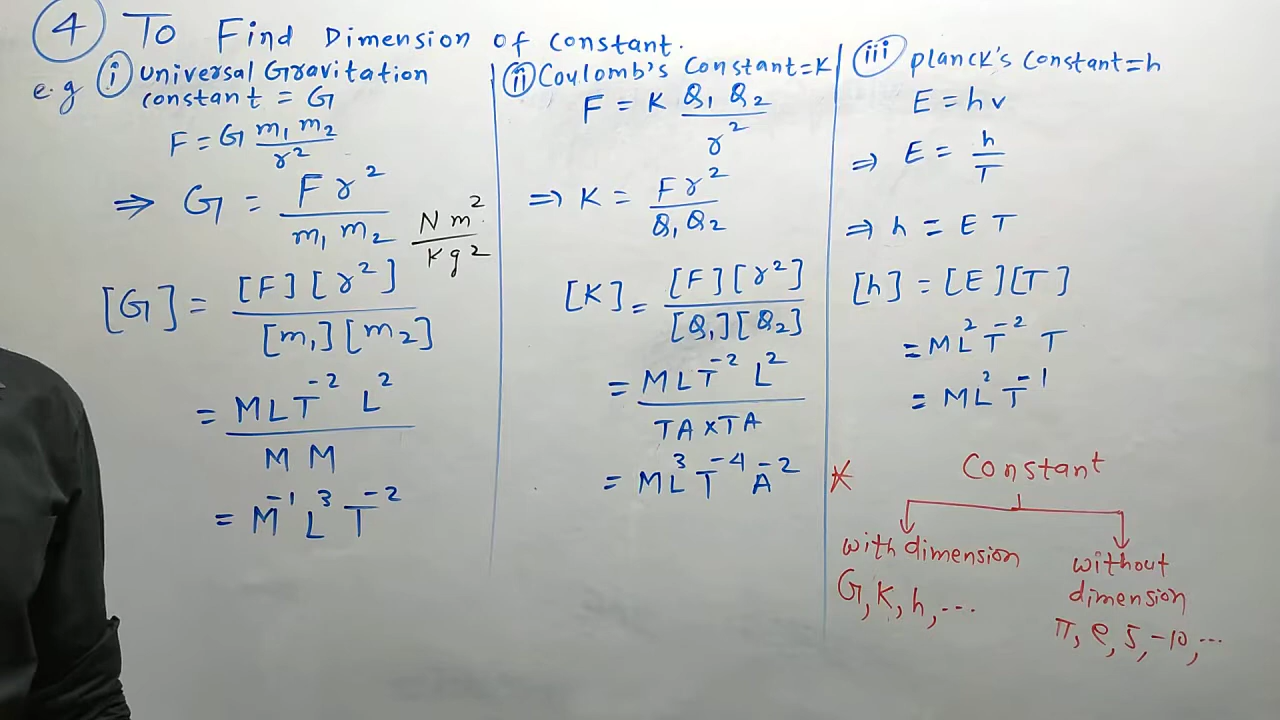 ④ To Find Dimension of constant.
e.g (i) Universal Gravitation
constant = G
F = G m₁ m₂ / r²
⇒ G = F r² / m₁ m₂
N m² / Kg²
[G] = [F][r²] / [m₁][m₂]
= MLT⁻² L² / M M
= M⁻¹ L³ T⁻²
(ii) Coulomb's Constant = K
F = K Q₁ Q₂ / r²
⇒ K = F r² / Q₁ Q₂
[K] = [F][r²] / [Q₁][Q₂]
= MLT⁻² L² / TA × TA
= ML³ T⁻⁴ A⁻²
(iii) planck's Constant = h
E = hν
⇒ E = h / T
⇒ h = E T
[h] = [E][T]
= ML² T⁻² T
= ML² T⁻¹
* Constant
with dimension
G, K, h, ...
without
dimension
π, e, 5, -10, ...